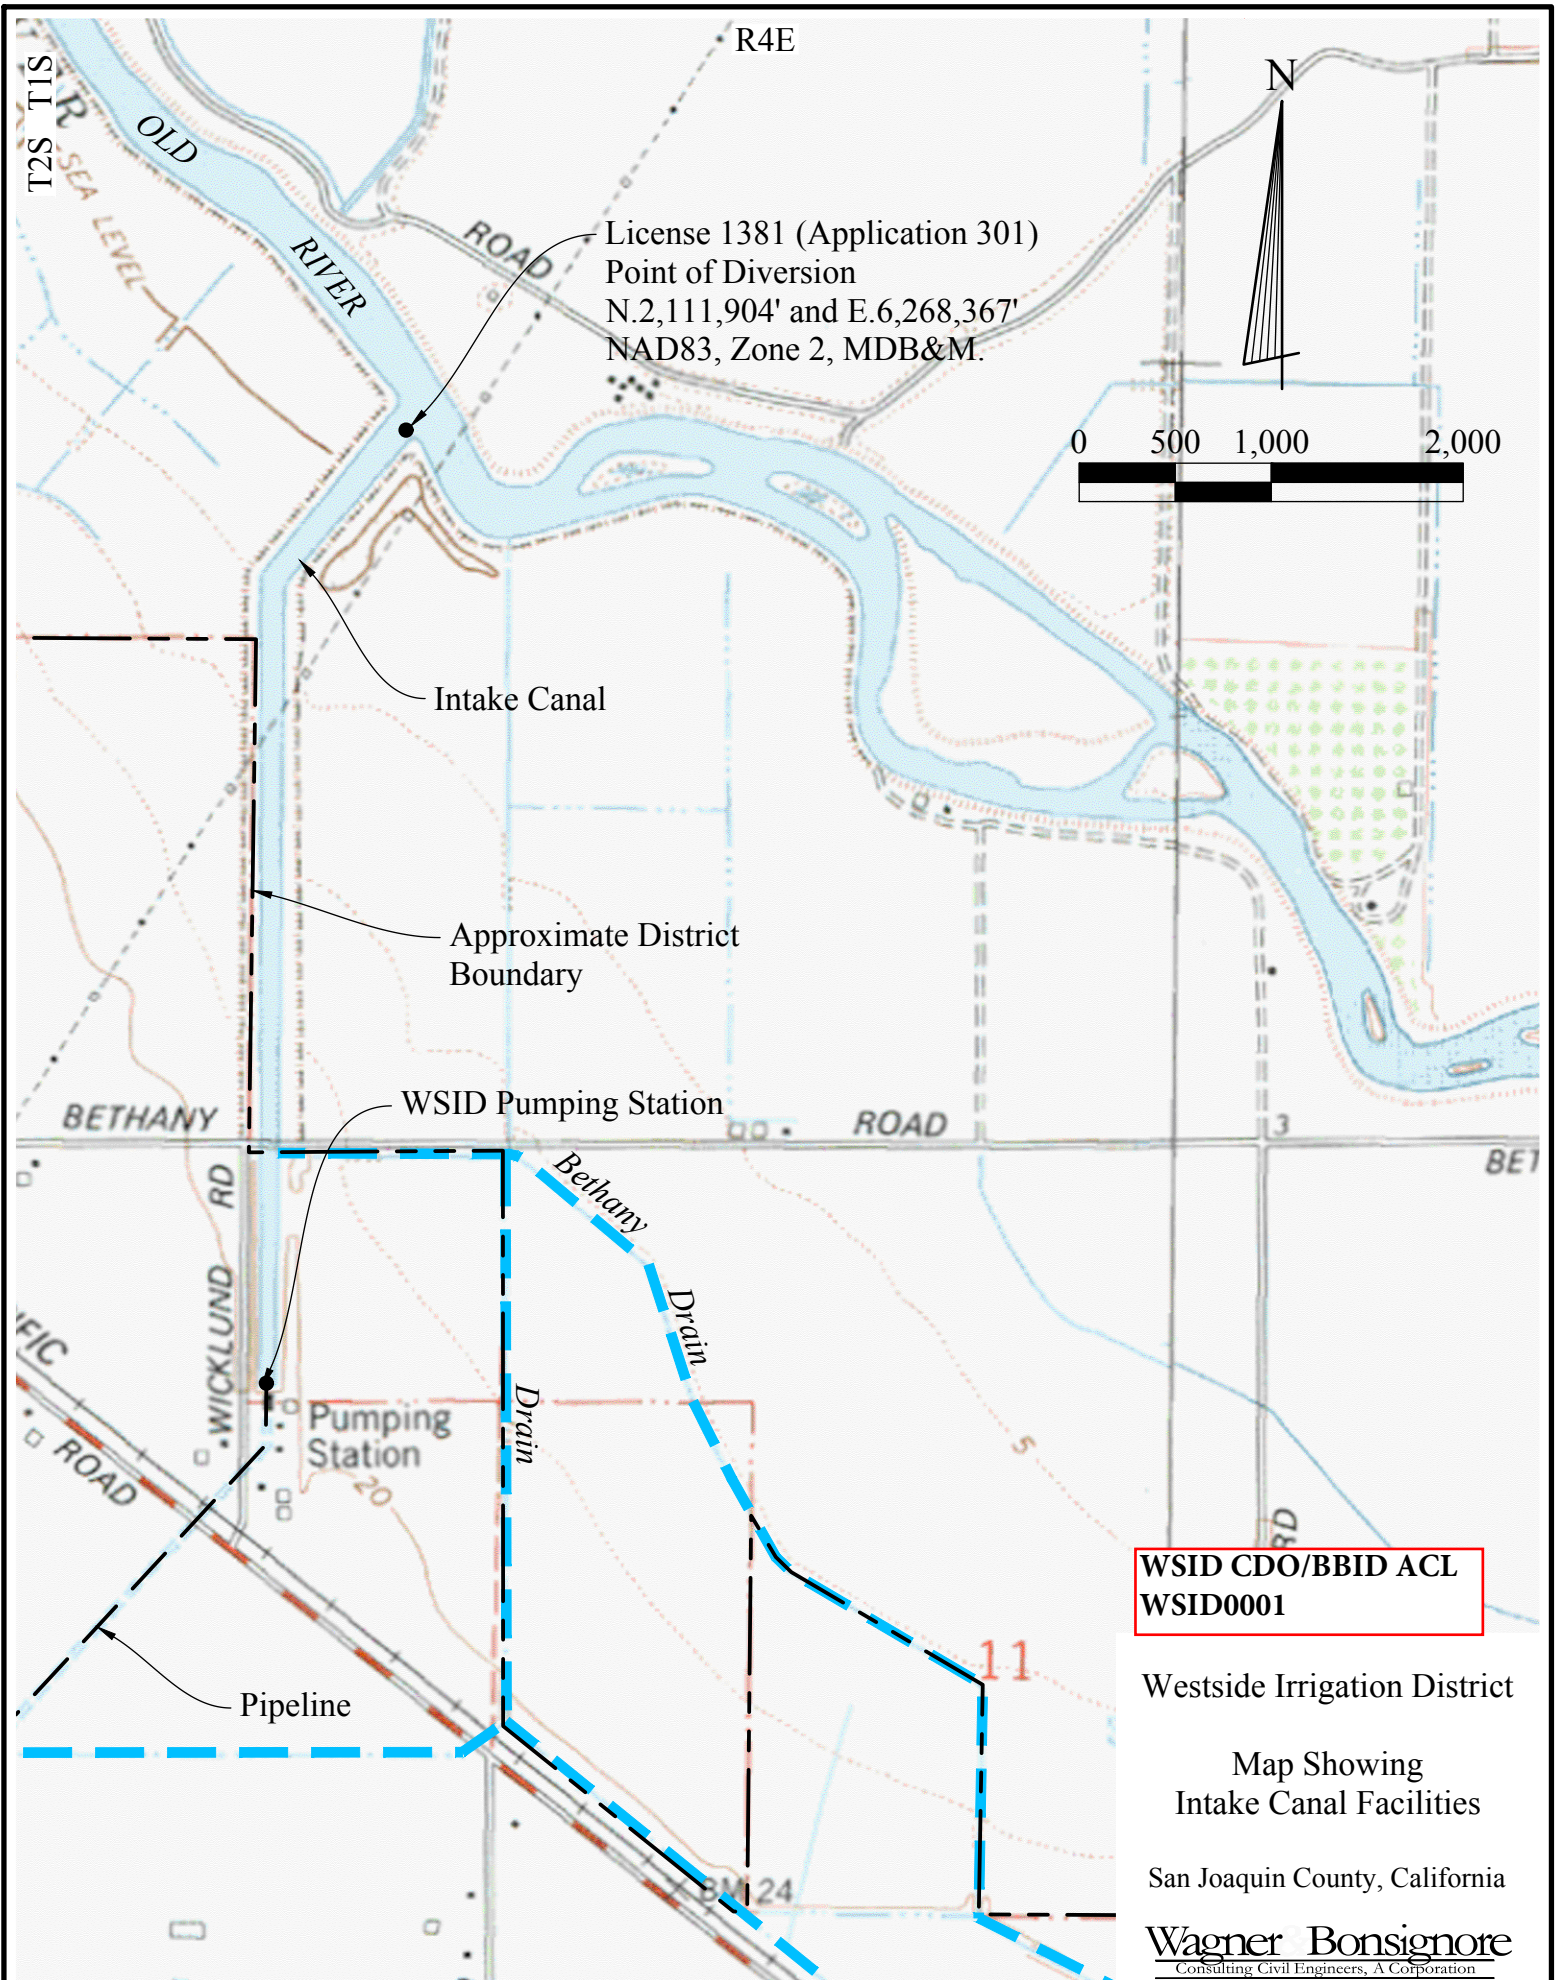 R4E
T2S T1S
N
OLD
RIVER
SEA LEVEL
ROAD
License 1381 (Application 301)
Point of Diversion
N.2,111,904' and E.6,268,367'
NAD83, Zone 2, MDB&M.
0 500 1,000 2,000
Intake Canal
Approximate District
Boundary
WSID Pumping Station
BETHANY
ROAD
3
BET
RD
WICKLUND
Bethany
Drain
Drain
Pumping
Station
IFIC
ROAD
20
5
RD
11
Pipeline
BM 24
WSID CDO/BBID ACL
WSID0001
Westside Irrigation District
Map Showing
Intake Canal Facilities
San Joaquin County, California
Wagner Bonsignore
Consulting Civil Engineers, A Corporation